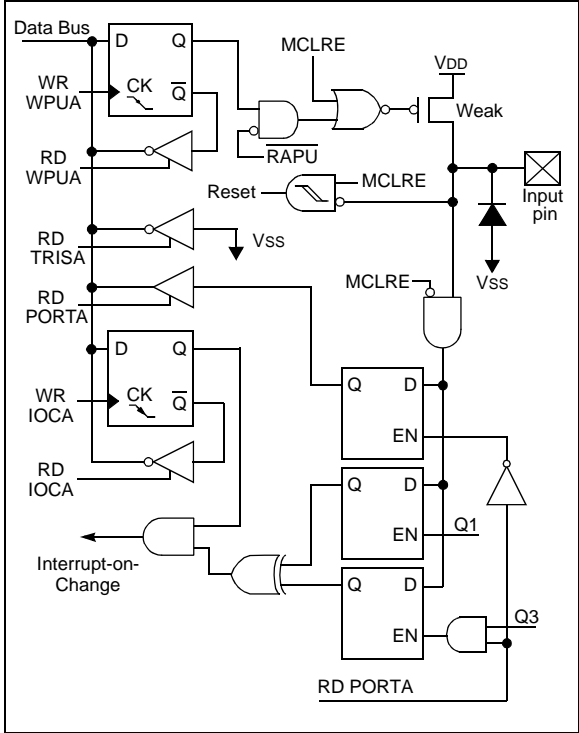 Data Bus
D
Q
WR
WPUA
CK
Q
RD
WPUA
MCLRE
RAPU
VDD
Weak
Reset
MCLRE
Input
pin
VSS
RD
TRISA
VSS
RD
PORTA
MCLRE
D
Q
WR
IOCA
CK
Q
RD
IOCA
Q
D
EN
Q
D
EN
Q1
Interrupt-on-
Change
Q
D
EN
Q3
RD PORTA